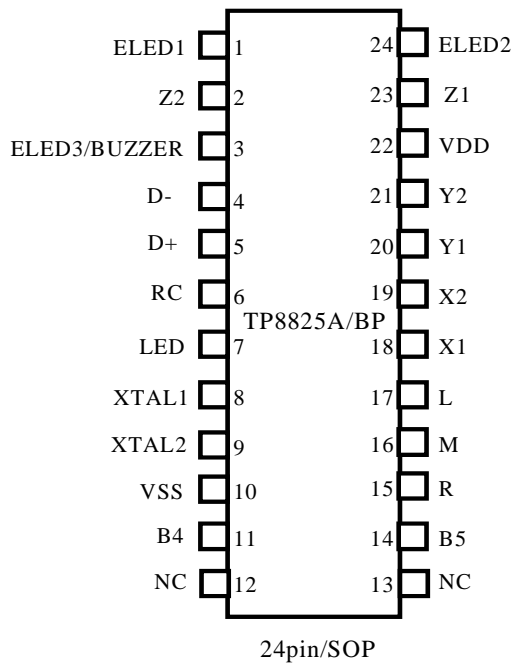 ELED1 1 24 ELED2
Z2 2 23 Z1
ELED3/BUZZER 3 22 VDD
D- 4 21 Y2
D+ 5 20 Y1
RC 6 19 X2
TP8825A/BP
LED 7 18 X1
XTAL1 8 17 L
XTAL2 9 16 M
VSS 10 15 R
B4 11 14 B5
NC 12 13 NC
24pin/SOP